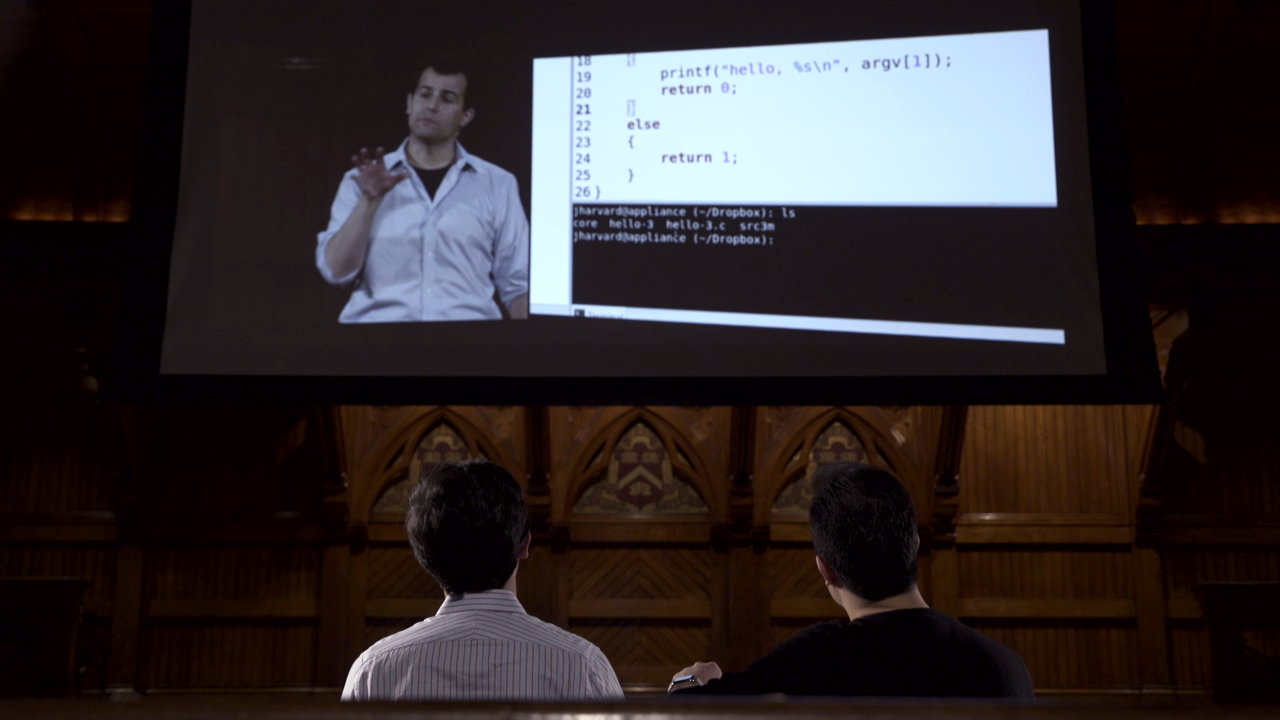 18 {
19 printf("hello, %s\n", argv[1]);
20 return 0;
21 }
22 else
23 {
24 return 1;
25 }
26 }
jharvard@appliance (~/Dropbox): ls
core hello-3 hello-3.c src3m
jharvard@appliance (~/Dropbox):